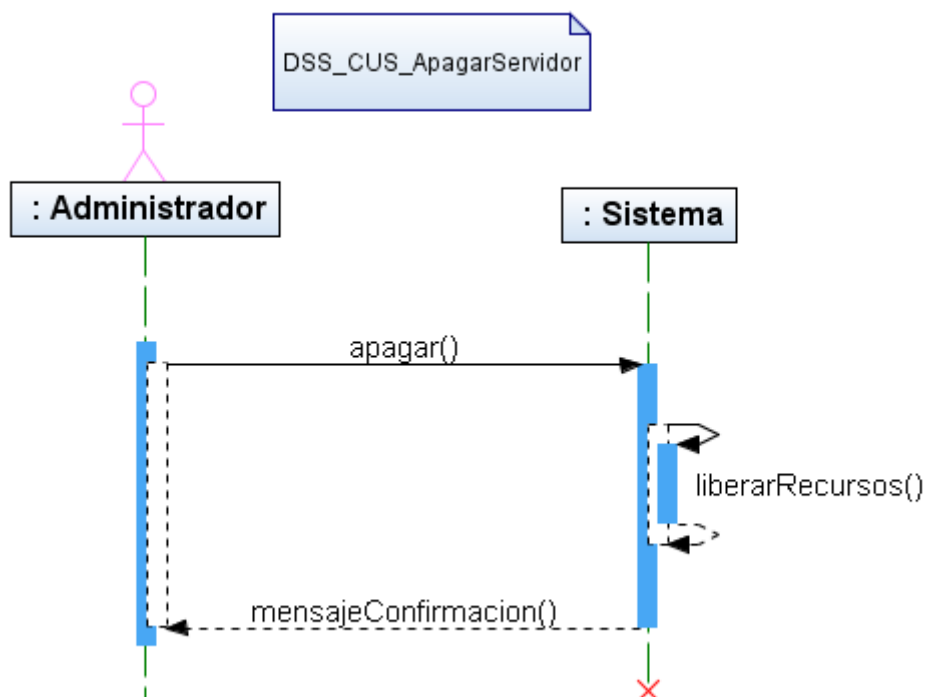 DSS_CUS_ApagarServidor
: Administrador
: Sistema
apagar()
liberarRecursos()
mensajeConfirmacion()